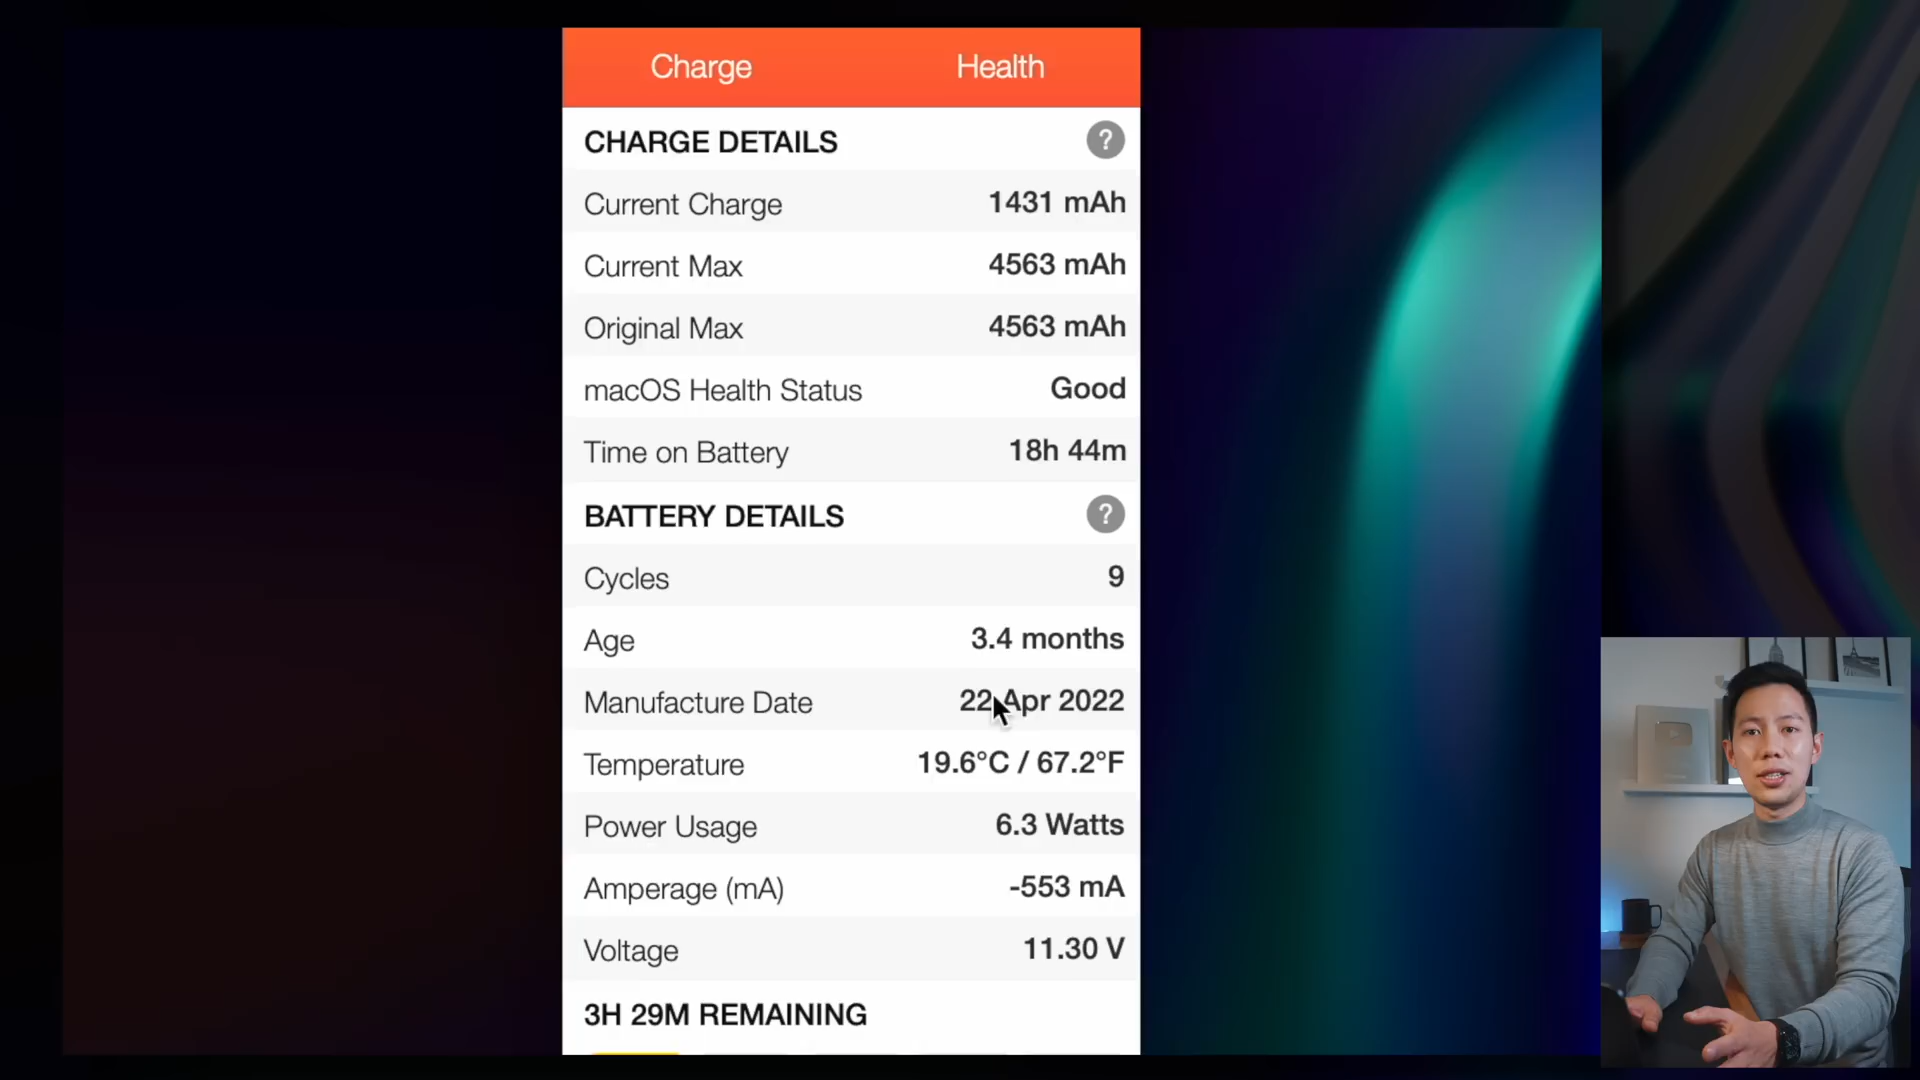 Charge Health
CHARGE DETAILS ?
Current Charge 1431 mAh
Current Max 4563 mAh
Original Max 4563 mAh
macOS Health Status Good
Time on Battery 18h 44m
BATTERY DETAILS ?
Cycles 9
Age 3.4 months
Manufacture Date 22 Apr 2022
Temperature 19.6°C / 67.2°F
Power Usage 6.3 Watts
Amperage (mA) -553 mA
Voltage 11.30 V
3H 29M REMAINING